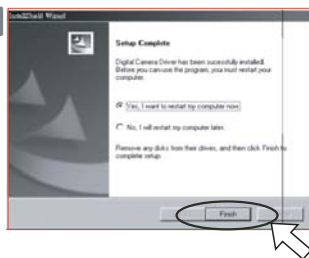 InstallShield Wizard
Setup Complete
Digital Camera Driver has been sucessfully installed.
Before you can use the program, you must restart your
computer.
Yes, I want to restart my computer now.
No, I will restart my computer later.
Remove any disks from their drives, and then click Finish to
complete setup.
Finish